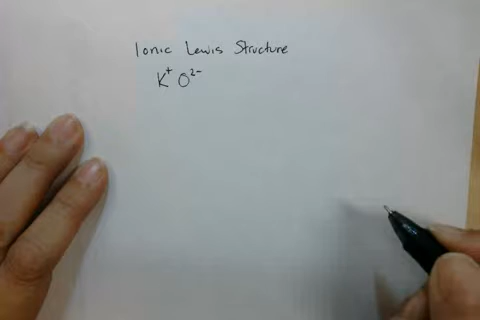 Ionic Lewis Structure
K⁺ O²⁻